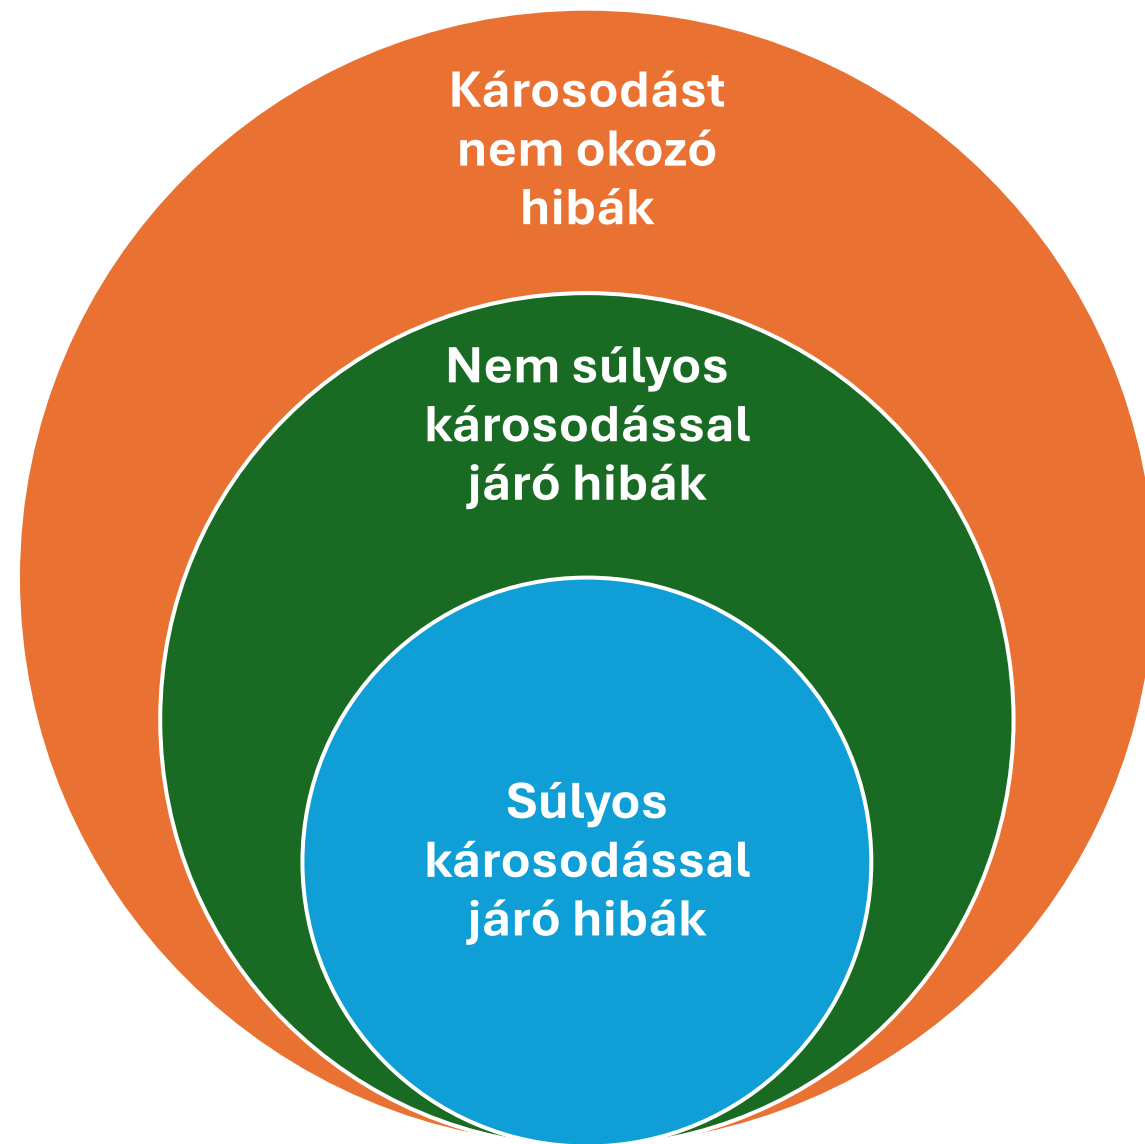 Károsodást
nem okozó
hibák
Nem súlyos
károsodással
járó hibák
Súlyos
károsodással
járó hibák